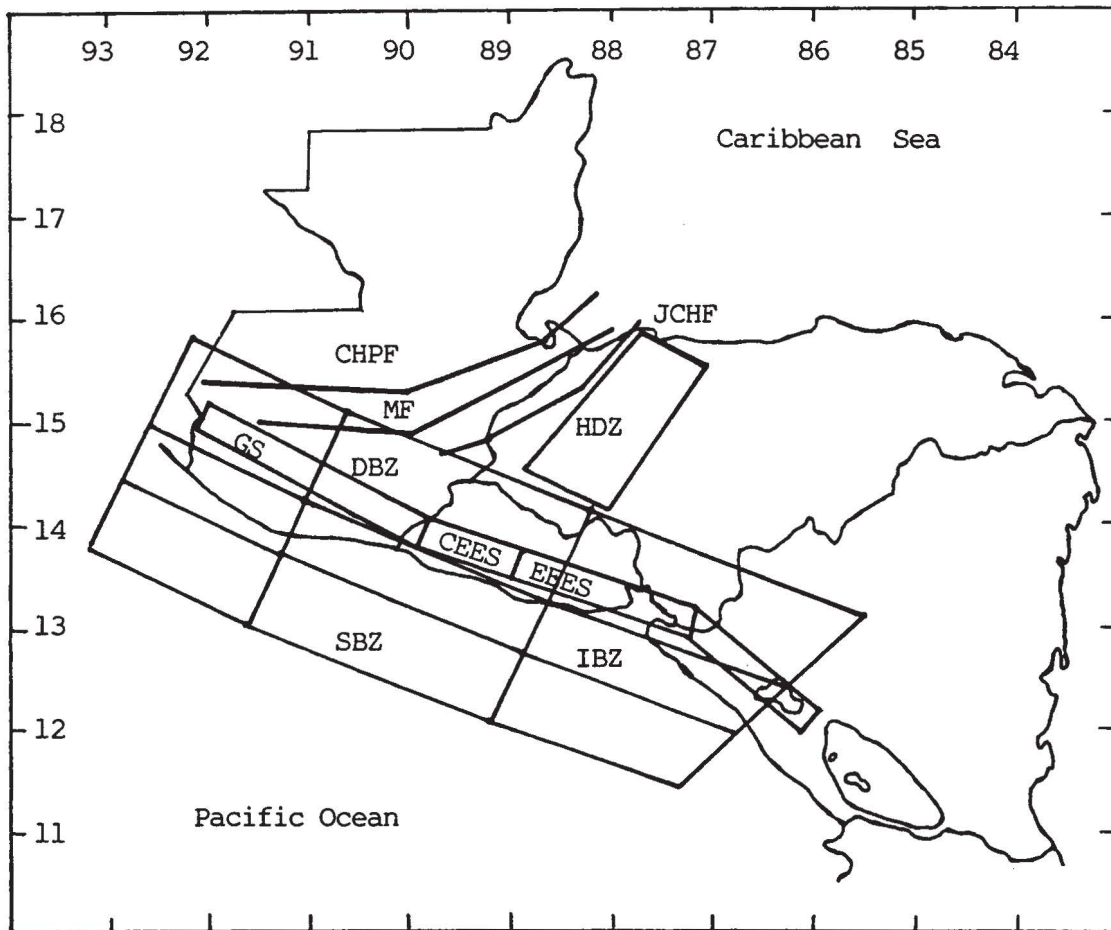 93 92 91 90 89 88 87 86 85 84
18
Caribbean Sea
17
16
JCHF
CHPF
MF
15
HDZ
GS
DBZ
14
CEES
EEES
13
SBZ
IBZ
12
Pacific Ocean
11